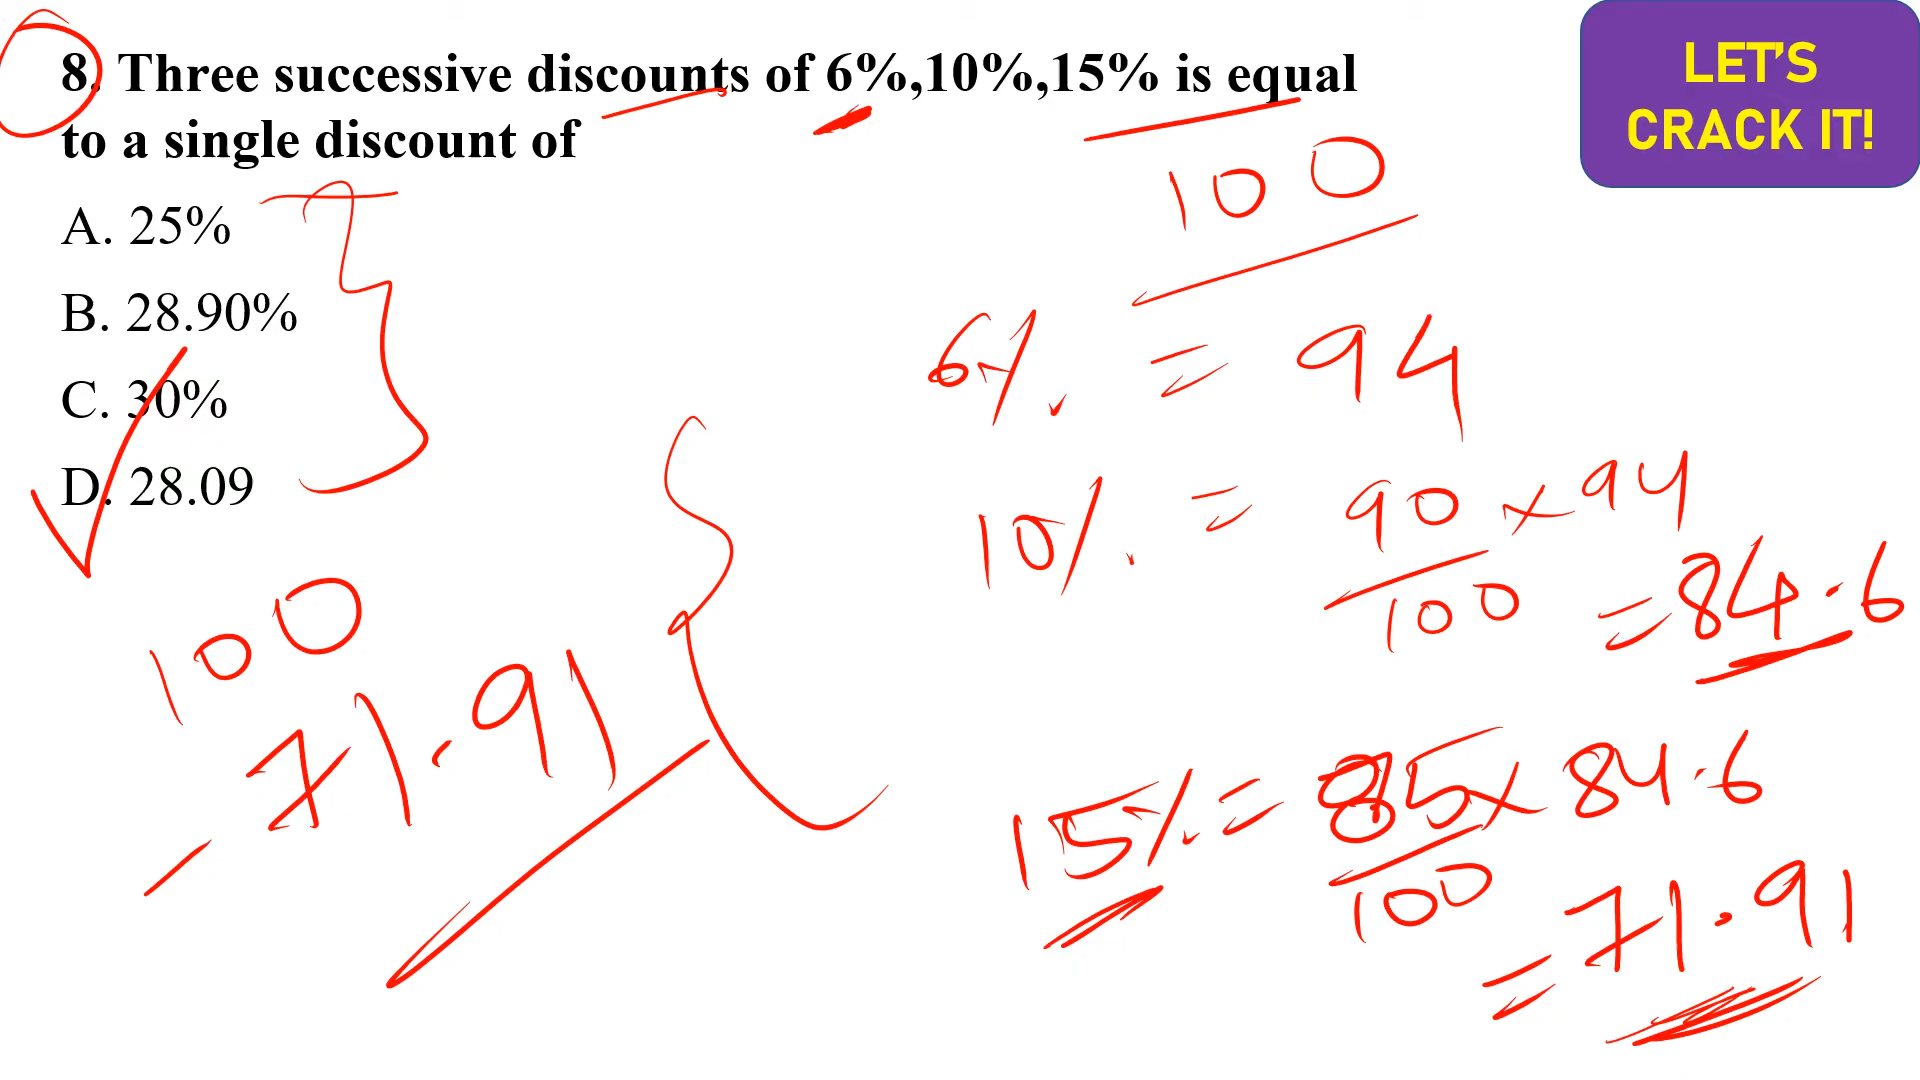 8. Three successive discounts of 6%,10%,15% is equal
to a single discount of
A. 25%
B. 28.90%
C. 30%
D. 28.09
LET'S
CRACK IT!
100
6% = 94
10% = 90/100 × 94
= 84.6
15% = 85/100 × 84.6
= 71.91
100
- 71.91